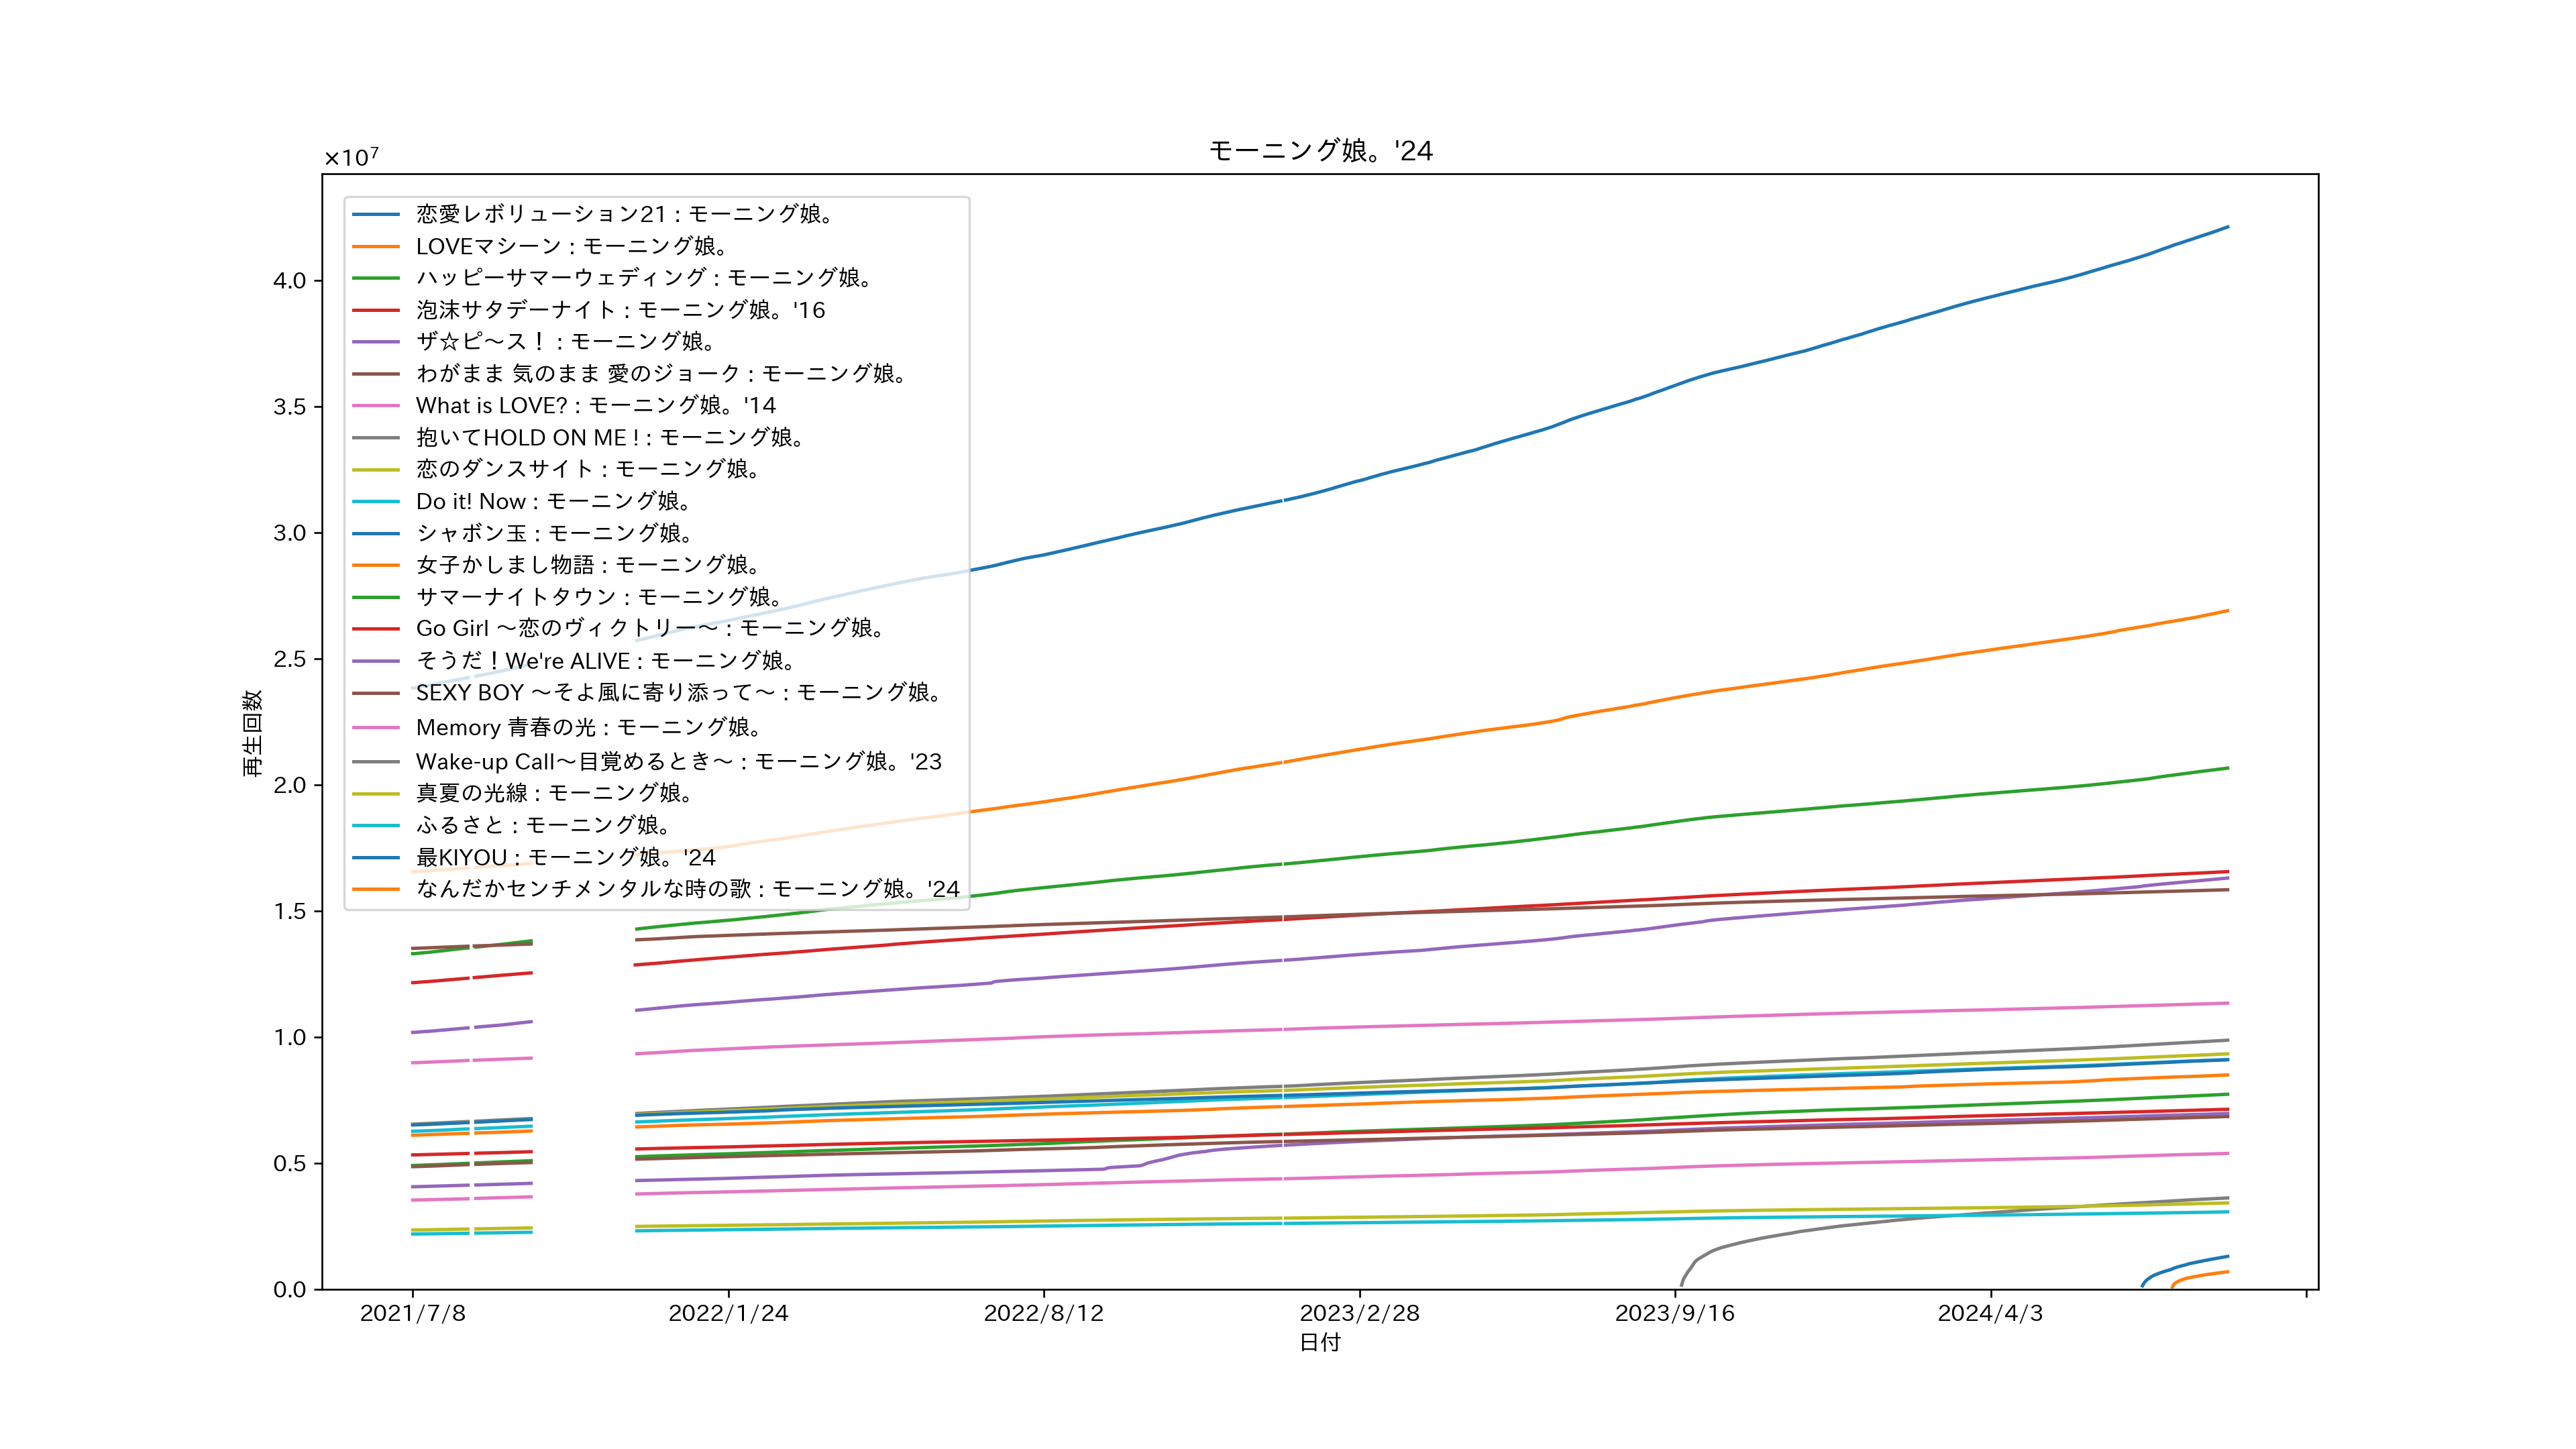 モーニング娘。'24
×10⁷
恋愛レボリューション21 : モーニング娘。
LOVEマシーン : モーニング娘。
ハッピーサマーウェディング : モーニング娘。
泡沫サタデーナイト : モーニング娘。'16
ザ☆ピ〜ス！ : モーニング娘。
わがまま 気のまま 愛のジョーク : モーニング娘。
What is LOVE? : モーニング娘。'14
抱いてHOLD ON ME ! : モーニング娘。
恋のダンスサイト : モーニング娘。
Do it! Now : モーニング娘。
シャボン玉 : モーニング娘。
女子かしまし物語 : モーニング娘。
サマーナイトタウン : モーニング娘。
Go Girl 〜恋のヴィクトリー〜 : モーニング娘。
そうだ！We're ALIVE : モーニング娘。
SEXY BOY 〜そよ風に寄り添って〜 : モーニング娘。
Memory 青春の光 : モーニング娘。
Wake-up Call〜目覚めるとき〜 : モーニング娘。'23
真夏の光線 : モーニング娘。
ふるさと : モーニング娘。
最KIYOU : モーニング娘。'24
なんだかセンチメンタルな時の歌 : モーニング娘。'24
4.0
3.5
3.0
2.5
2.0
1.5
1.0
0.5
0.0
再生回数
2021/7/8
2022/1/24
2022/8/12
2023/2/28
2023/9/16
2024/4/3
日付